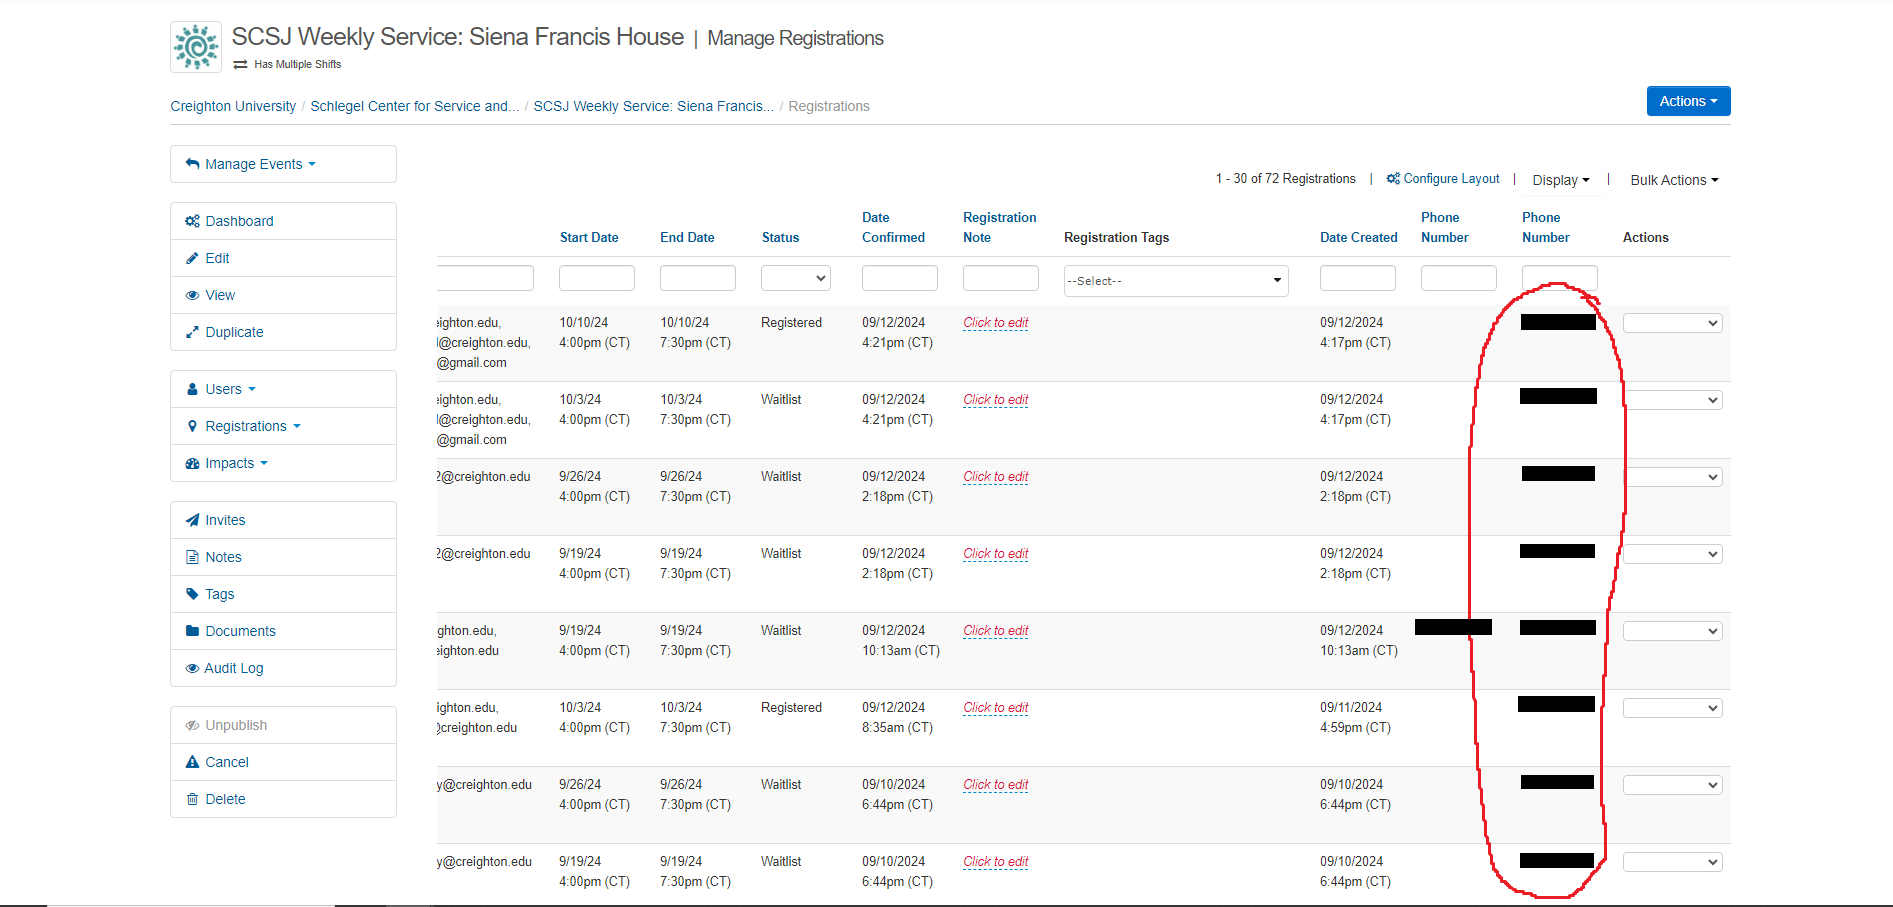 SCSJ Weekly Service: Siena Francis House | Manage Registrations
Has Multiple Shifts
Creighton University / Schlegel Center for Service and... / SCSJ Weekly Service: Siena Francis... / Registrations
Actions
Manage Events
Dashboard
Edit
View
Duplicate
Users
Registrations
Impacts
Invites
Notes
Tags
Documents
Audit Log
Unpublish
Cancel
Delete
1 - 30 of 72 Registrations | Configure Layout | Display | Bulk Actions
Start Date End Date Status Date Confirmed Registration Note Registration Tags Date Created Phone Number Phone Number Actions
--Select--
eighton.edu, 10/10/24 10/10/24 Registered 09/12/2024 Click to edit 09/12/2024
l@creighton.edu, 4:00pm (CT) 7:30pm (CT) 4:21pm (CT) 4:17pm (CT)
@gmail.com
eighton.edu, 10/3/24 10/3/24 Waitlist 09/12/2024 Click to edit 09/12/2024
l@creighton.edu, 4:00pm (CT) 7:30pm (CT) 4:21pm (CT) 4:17pm (CT)
@gmail.com
2@creighton.edu 9/26/24 9/26/24 Waitlist 09/12/2024 Click to edit 09/12/2024
4:00pm (CT) 7:30pm (CT) 2:18pm (CT) 2:18pm (CT)
2@creighton.edu 9/19/24 9/19/24 Waitlist 09/12/2024 Click to edit 09/12/2024
4:00pm (CT) 7:30pm (CT) 2:18pm (CT) 2:18pm (CT)
ghton.edu, 9/19/24 9/19/24 Waitlist 09/12/2024 Click to edit 09/12/2024
eighton.edu 4:00pm (CT) 7:30pm (CT) 10:13am (CT) 10:13am (CT)
ighton.edu, 10/3/24 10/3/24 Registered 09/12/2024 Click to edit 09/11/2024
@creighton.edu 4:00pm (CT) 7:30pm (CT) 8:35am (CT) 4:59pm (CT)
y@creighton.edu 9/26/24 9/26/24 Waitlist 09/10/2024 Click to edit 09/10/2024
4:00pm (CT) 7:30pm (CT) 6:44pm (CT) 6:44pm (CT)
y@creighton.edu 9/19/24 9/19/24 Waitlist 09/10/2024 Click to edit 09/10/2024
4:00pm (CT) 7:30pm (CT) 6:44pm (CT) 6:44pm (CT)